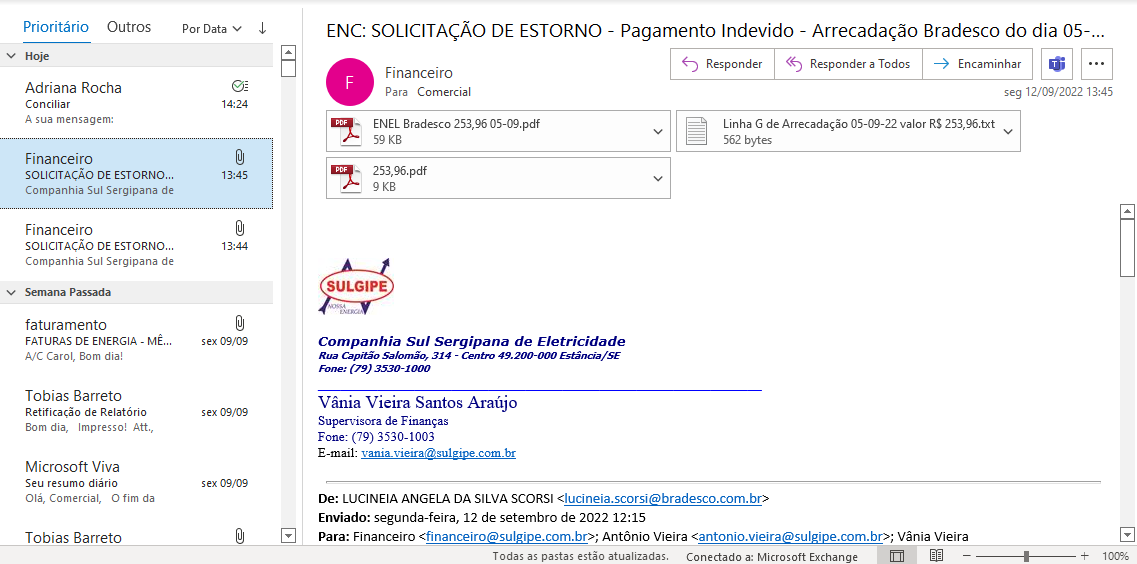 Prioritário Outros Por Data
Hoje
Adriana Rocha
Conciliar 14:24
A sua mensagem:
Financeiro
SOLICITAÇÃO DE ESTORNO... 13:45
Companhia Sul Sergipana de
Financeiro
SOLICITAÇÃO DE ESTORNO... 13:44
Companhia Sul Sergipana de
Semana Passada
faturamento
FATURAS DE ENERGIA - MÊ... sex 09/09
A/C Carol, Bom dia!
Tobias Barreto
Retificação de Relatório sex 09/09
Bom dia, Impresso! Att.,
Microsoft Viva
Seu resumo diário sex 09/09
Olá, Comercial, O fim da
Tobias Barreto
ENC: SOLICITAÇÃO DE ESTORNO - Pagamento Indevido - Arrecadação Bradesco do dia 05-...
F
Financeiro
Para Comercial
Responder Responder a Todos Encaminhar
seg 12/09/2022 13:45
PDF
ENEL Bradesco 253,96 05-09.pdf
59 KB
Linha G de Arrecadação 05-09-22 valor R$ 253,96.txt
562 bytes
PDF
253,96.pdf
9 KB
SULGIPE
NOSSA
ENERGIA
Companhia Sul Sergipana de Eletricidade
Rua Capitão Salomão, 314 - Centro 49.200-000 Estância/SE
Fone: (79) 3530-1000
Vânia Vieira Santos Araújo
Supervisora de Finanças
Fone: (79) 3530-1003
E-mail: vania.vieira@sulgipe.com.br
De: LUCINEIA ANGELA DA SILVA SCORSI <lucineia.scorsi@bradesco.com.br>
Enviado: segunda-feira, 12 de setembro de 2022 12:15
Para: Financeiro <financeiro@sulgipe.com.br>; Antônio Vieira <antonio.vieira@sulgipe.com.br>; Vânia Vieira
Todas as pastas estão atualizadas. Conectado a: Microsoft Exchange 100%